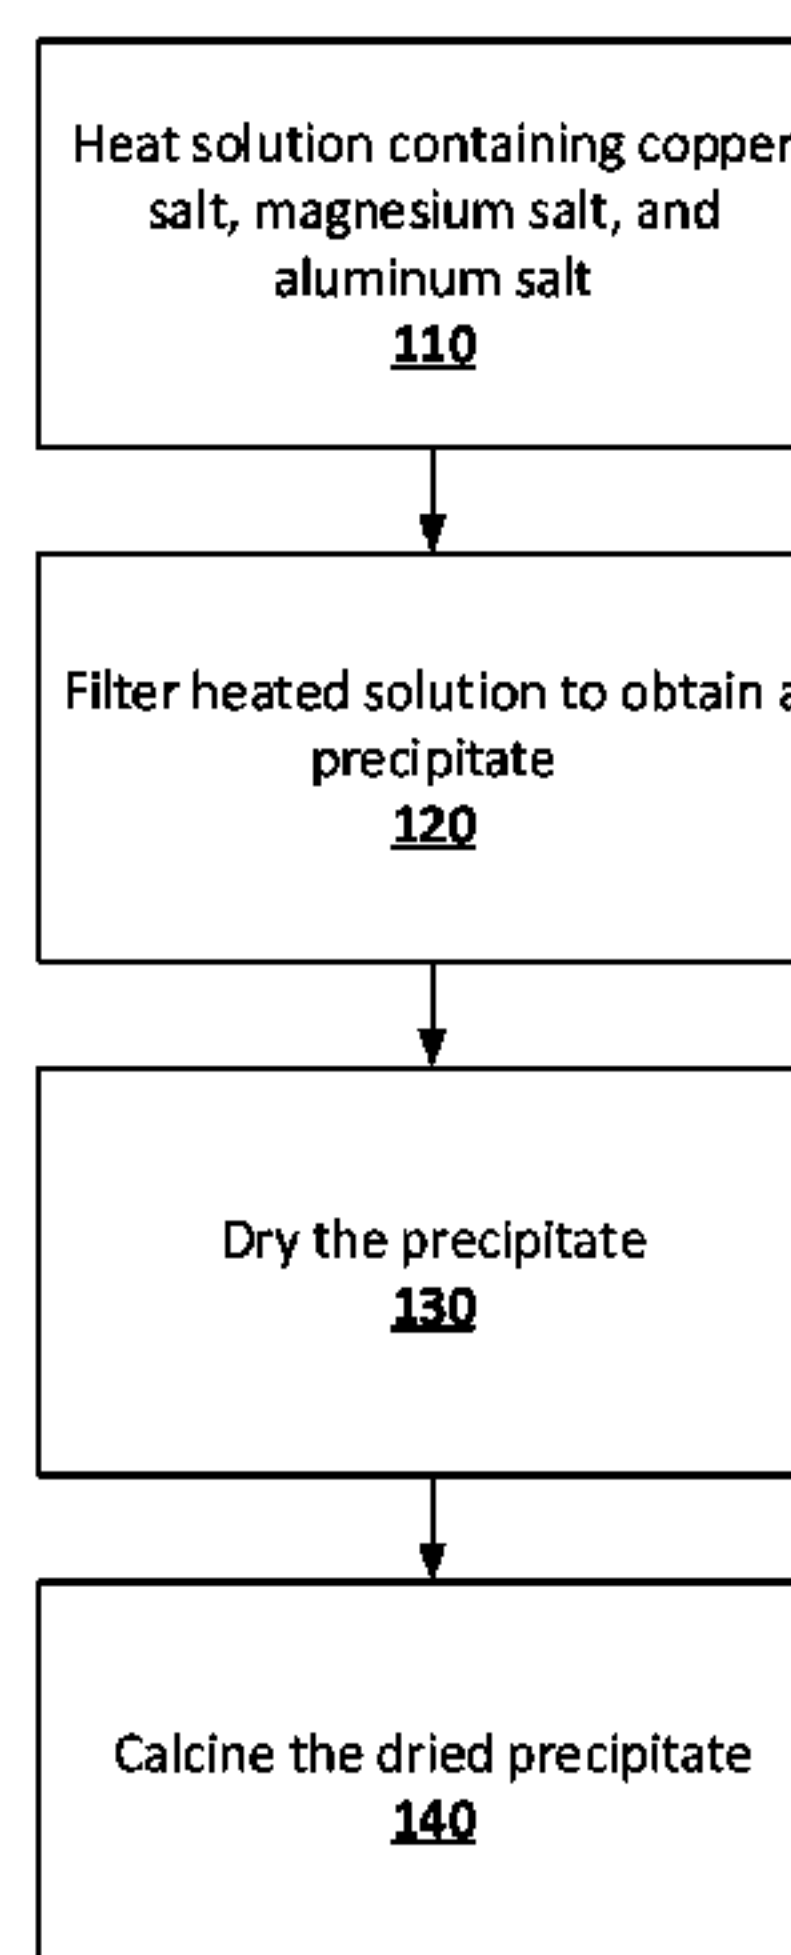 Heat solution containing copper
salt, magnesium salt, and
aluminum salt
110
Filter heated solution to obtain a
precipitate
120
Dry the precipitate
130
Calcine the dried precipitate
140